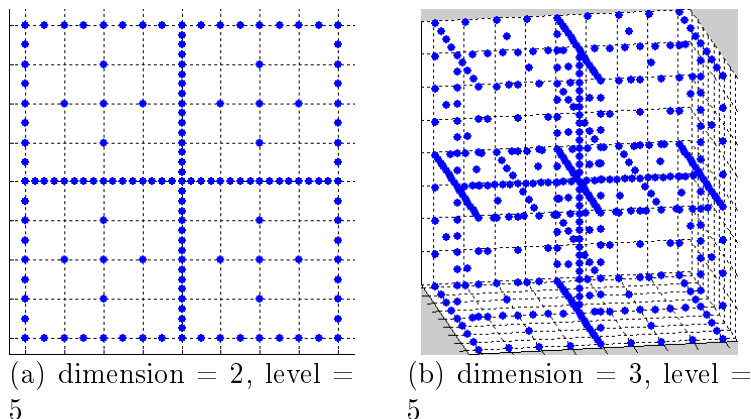 (a) dimension = 2, level =
5
(b) dimension = 3, level =
5